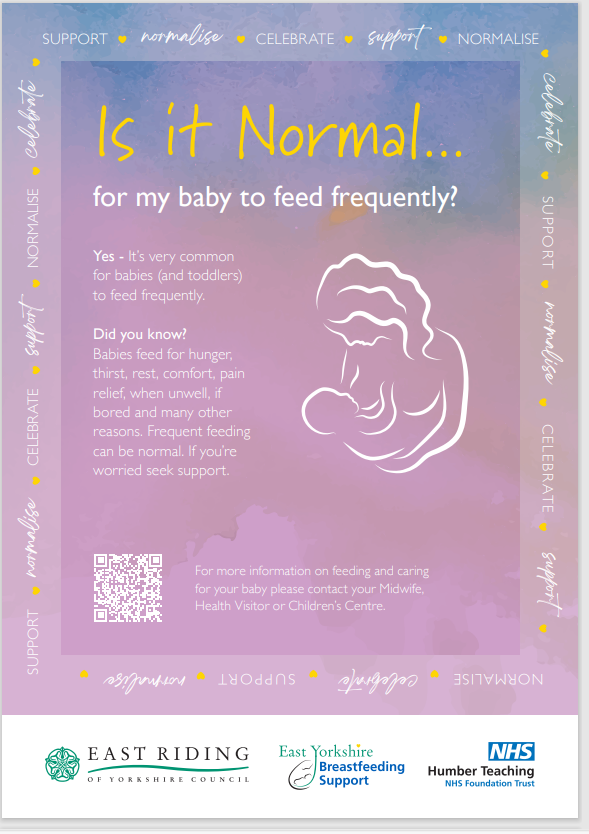 SUPPORT normalise CELEBRATE support NORMALISE
celebrate SUPPORT normalise CELEBRATE support
NORMALISE celebrate SUPPORT normalise
SUPPORT normalise CELEBRATE support NORMALISE celebrate
Is it Normal...
for my baby to feed frequently?
Yes - It's very common
for babies (and toddlers)
to feed frequently.
Did you know?
Babies feed for hunger,
thirst, rest, comfort, pain
relief, when unwell, if
bored and many other
reasons. Frequent feeding
can be normal. If you're
worried seek support.
For more information on feeding and caring
for your baby please contact your Midwife,
Health Visitor or Children's Centre.
EAST RIDING
OF YORKSHIRE COUNCIL
East Yorkshire
Breastfeeding
Support
NHS
Humber Teaching
NHS Foundation Trust